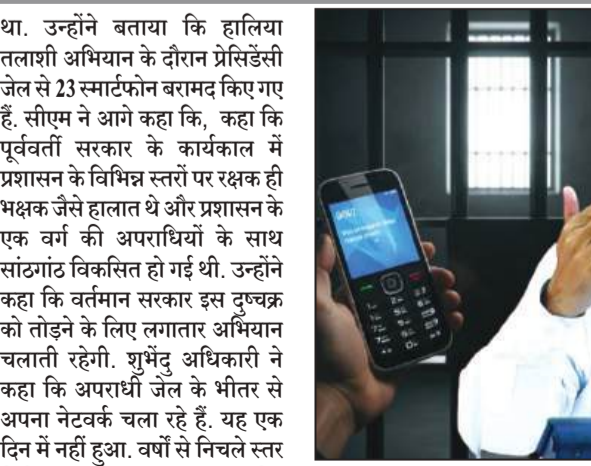 था. उन्होंने बताया कि हालिया
तलाशी अभियान के दौरान प्रेसिडेंसी
जेल से 23 स्मार्टफोन बरामद किए गए
हैं. सीएम ने आगे कहा कि, कहा कि
पूर्ववर्ती सरकार के कार्यकाल में
प्रशासन के विभिन्न स्तरों पर रक्षक ही
भक्षक जैसे हालात थे और प्रशासन के
एक वर्ग की अपराधियों के साथ
सांठगांठ विकसित हो गई थी. उन्होंने
कहा कि वर्तमान सरकार इस दुष्चक्र
को तोड़ने के लिए लगातार अभियान
चलाती रहेगी. शुभेंदु अधिकारी ने
कहा कि अपराधी जेल के भीतर से
अपना नेटवर्क चला रहे हैं. यह एक
दिन में नहीं हुआ. वर्षों से निचले स्तर